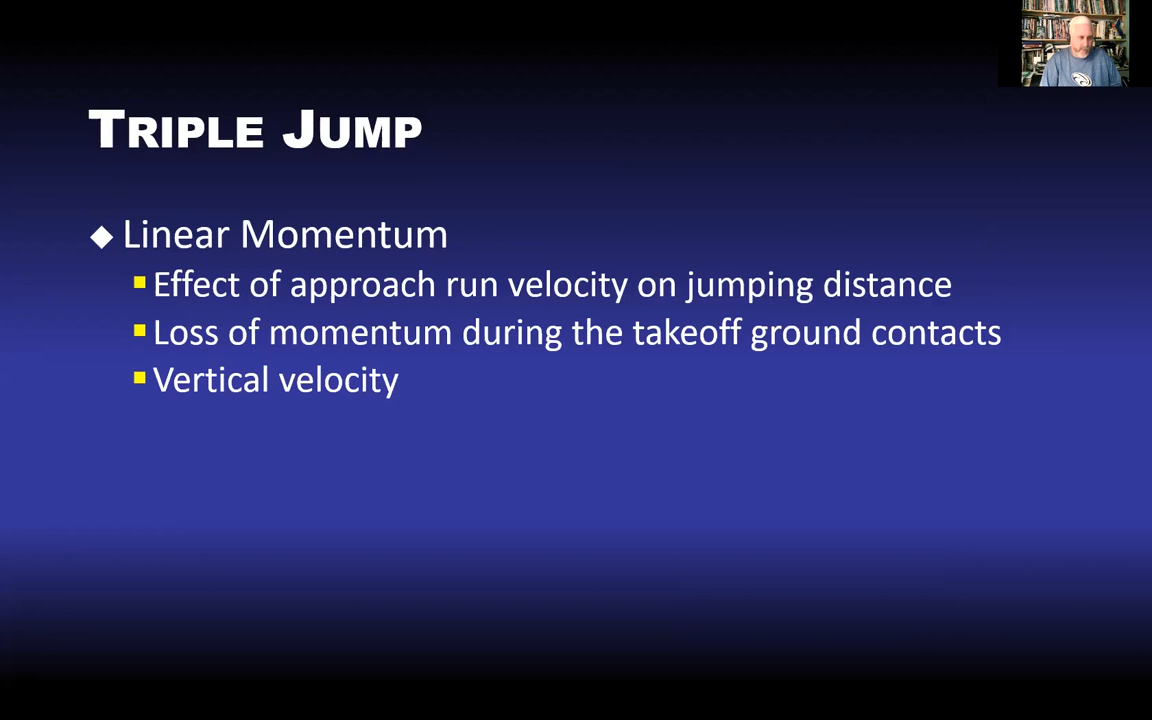 TRIPLE JUMP
Linear Momentum
Effect of approach run velocity on jumping distance
Loss of momentum during the takeoff ground contacts
Vertical velocity